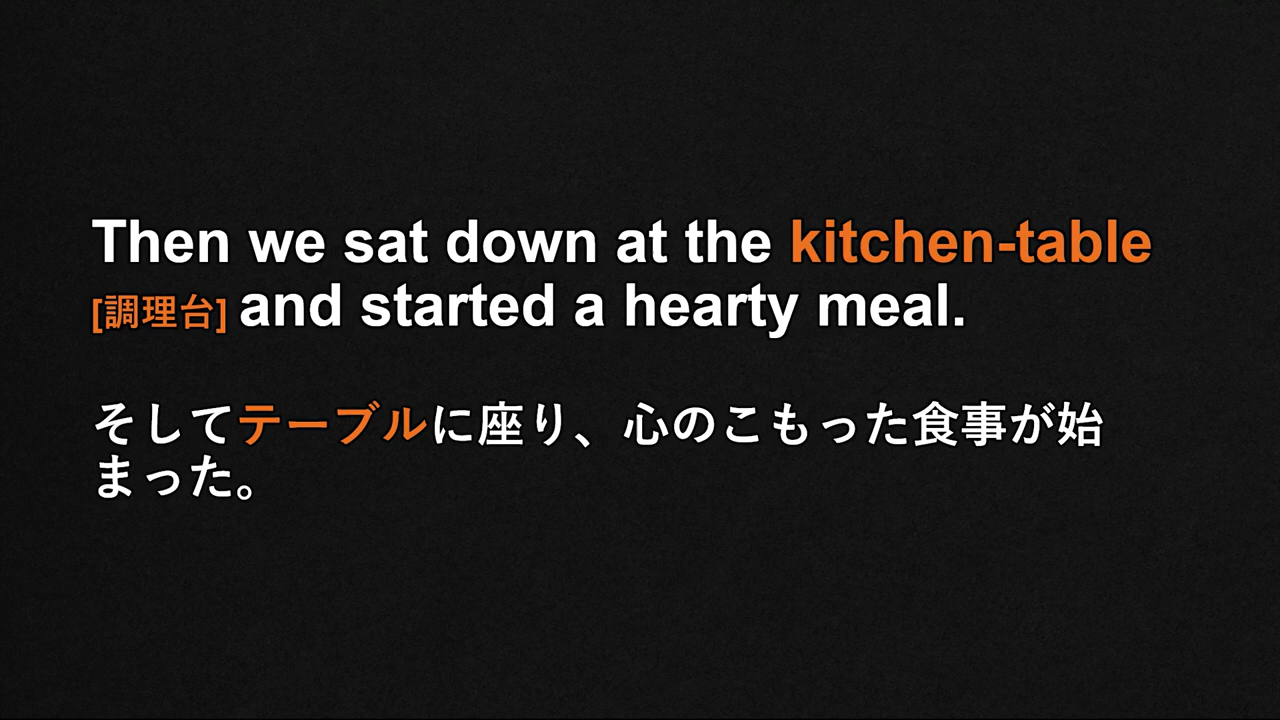 Then we sat down at the kitchen-table
[調理台] and started a hearty meal.
そしてテーブルに座り、心のこもった食事が始
まった。